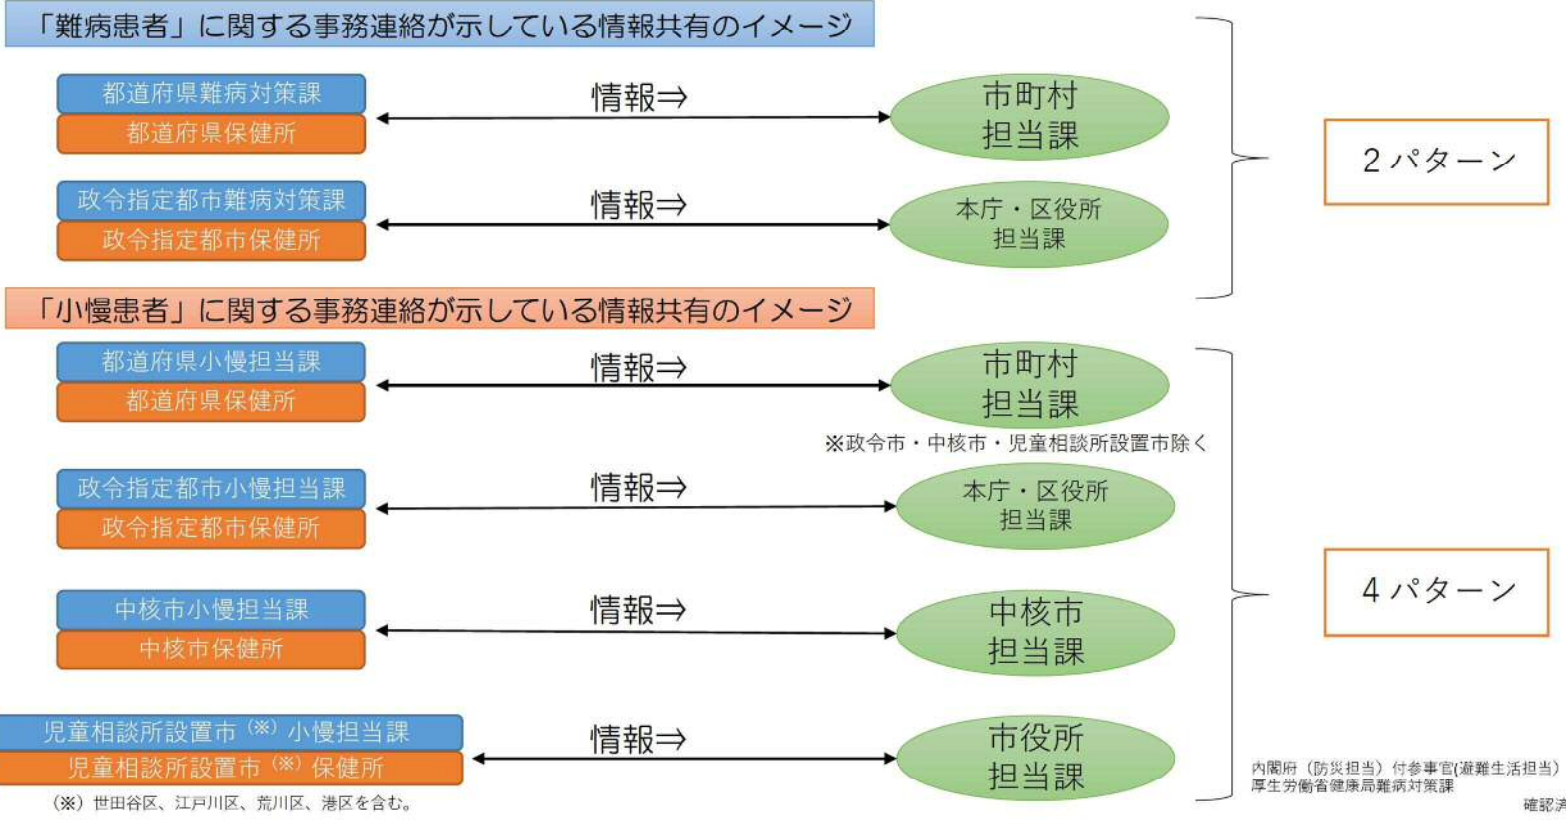 「難病患者」に関する事務連絡が示している情報共有のイメージ
都道府県難病対策課
都道府県保健所
情報⇒
市町村
担当課
政令指定都市難病対策課
政令指定都市保健所
情報⇒
本庁・区役所
担当課
2パターン
「小慢患者」に関する事務連絡が示している情報共有のイメージ
都道府県小慢担当課
都道府県保健所
情報⇒
市町村
担当課
※政令市・中核市・児童相談所設置市除く
政令指定都市小慢担当課
政令指定都市保健所
情報⇒
本庁・区役所
担当課
中核市小慢担当課
中核市保健所
情報⇒
中核市
担当課
児童相談所設置市（※）小慢担当課
児童相談所設置市（※）保健所
情報⇒
市役所
担当課
4パターン
（※）世田谷区、江戸川区、荒川区、港区を含む。
内閣府（防災担当）付参事官(避難生活担当)
厚生労働省健康局難病対策課
確認済